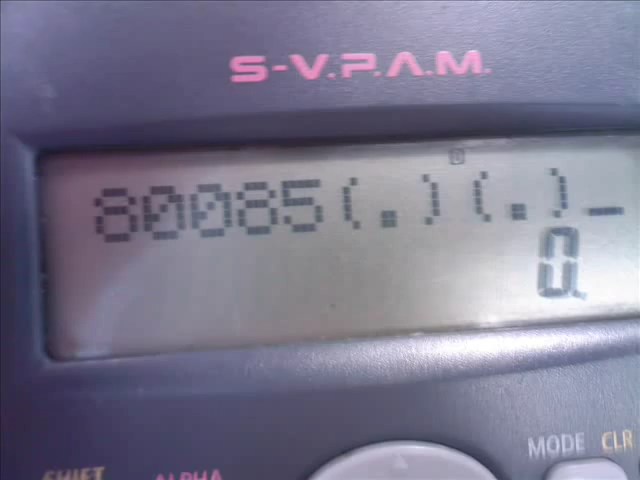 S-V.P.A.M.
D
80085(.)(.)_
0.
MODE CLR
SHIFT ALPHA